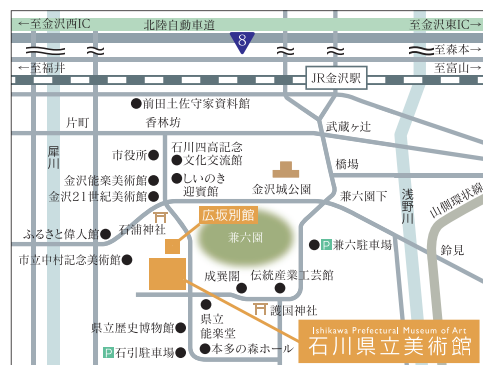 ←至金沢西IC
北陸自動車道
至金沢東IC→
8
→至森本
←至福井
至富山→
JR金沢駅
前田土佐守家資料館
片町
香林坊
武蔵ヶ辻
犀川
市役所
石川四高記念
文化交流館
橋場
金沢能楽美術館
しいのき
迎賓館
金沢城公園
兼六園下
浅野川
山側環状線
金沢21世紀美術館
石浦神社
広坂別館
ふるさと偉人館
兼六園
P兼六駐車場
鈴見
市立中村記念美術館
成巽閣
伝統産業工芸館
県立
能楽堂
護国神社
県立歴史博物館
Ishikawa Prefectural Museum of Art
石川県立美術館
P石引駐車場
本多の森ホール